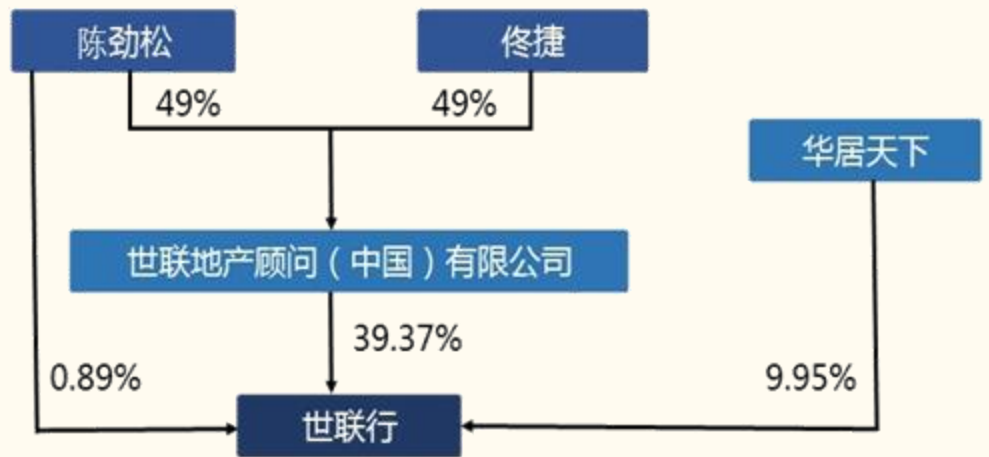 陈劲松
佟捷
49%
49%
华居天下
世联地产顾问（中国）有限公司
39.37%
0.89%
9.95%
世联行